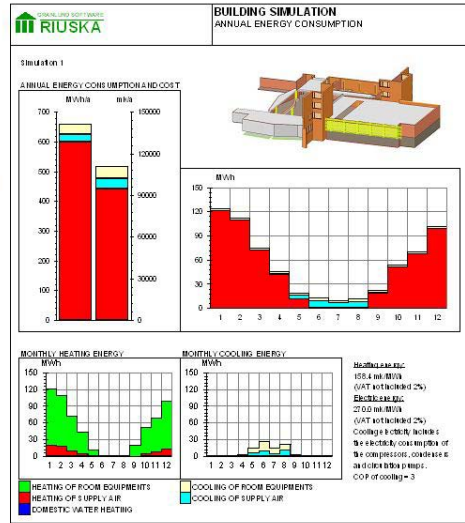 GRANLUND SOFTWARE
RIUSKA
BUILDING SIMULATION
ANNUAL ENERGY CONSUMPTION
Simulation 1
ANNUAL ENERGY CONSUMPTION AND COST
MWh/a mk/a
700 150000
600 120000
500
90000
400
300 60000
200
30000
100
0 0
MWh
150
120
90
60
30
0
1 2 3 4 5 6 7 8 9 10 11 12
MONTHLY HEATING ENERGY
MWh
150
120
90
60
30
0
1 2 3 4 5 6 7 8 9 10 11 12
MONTHLY COOLING ENERGY
MWh
150
120
90
60
30
0
1 2 3 4 5 6 7 8 9 10 11 12
HEATING OF ROOM EQUIPMENTS
HEATING OF SUPPLY AIR
DOMESTIC WATER HEATING
COOLING OF ROOM EQUIPMENTS
COOLING OF SUPPLY AIR
Heating energy:
158.4 mk/MWh
(VAT not included 2%)
Electric energy:
270.0 mk/MWh
(VAT not included 2%)
Cooling electricity includes
the electricity consumption of
the compressors, condensers
and circulation pumps.
COP of cooling = 3